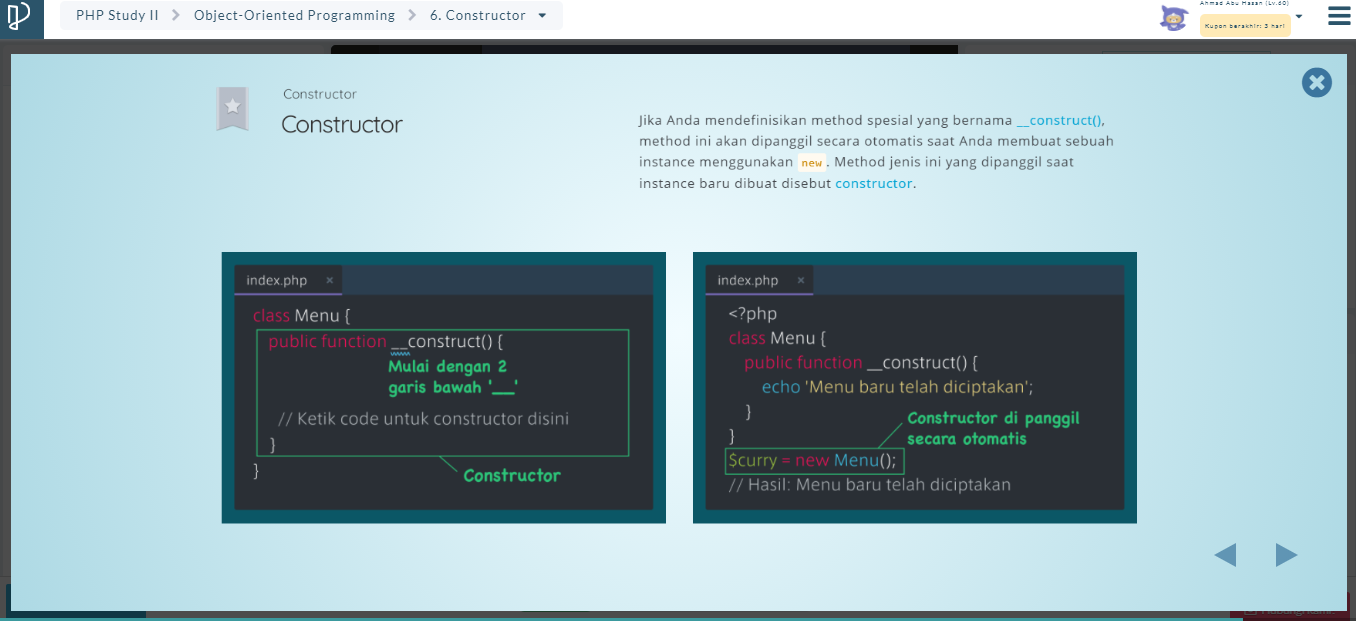 PHP Study II
Object-Oriented Programming
6. Constructor
Ahmad Abu Hasan (Lv.60)
Kupon berakhir: 3 hari
Constructor
Constructor
Jika Anda mendefinisikan method spesial yang bernama __construct(),
method ini akan dipanggil secara otomatis saat Anda membuat sebuah
instance menggunakan new. Method jenis ini yang dipanggil saat
instance baru dibuat disebut constructor.
index.php ×
class Menu {
public function __construct() {
Mulai dengan 2
garis bawah '__'
// Ketik code untuk constructor disini
}
Constructor
}
index.php ×
<?php
class Menu {
public function __construct() {
echo 'Menu baru telah diciptakan';
}
Constructor di panggil
secara otomatis
}
$curry = new Menu();
// Hasil: Menu baru telah diciptakan